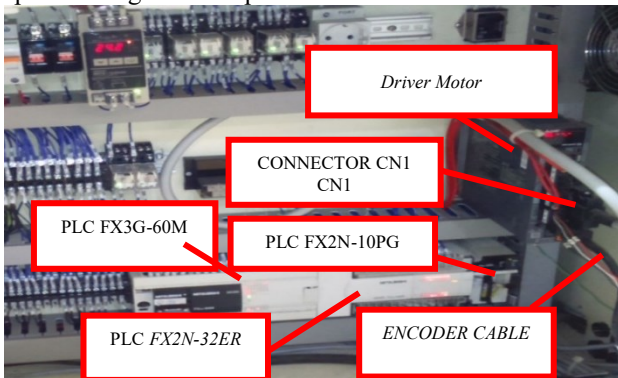 Driver Motor
CONNECTOR CN1
CN1
PLC FX3G-60M
PLC FX2N-10PG
PLC FX2N-32ER
ENCODER CABLE